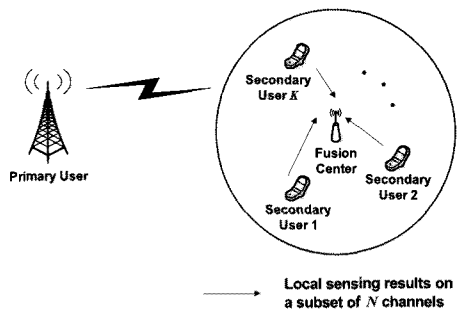 Secondary
User K
Primary User
Fusion
Center
Secondary
User 2
Secondary
User 1
Local sensing results on
a subset of N channels